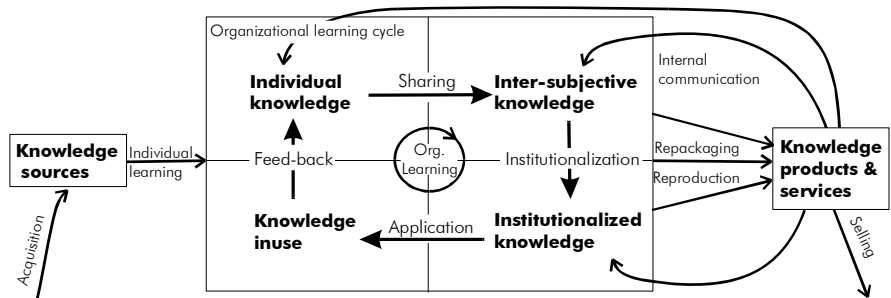 Organizational learning cycle
Individual
knowledge
Sharing
Inter-subjective
knowledge
Internal
communication
Knowledge
sources
Individual
learning
Feed-back
Org.
Learning
Institutionalization
Repackaging
Reproduction
Knowledge
products &
services
Knowledge
inuse
Application
Institutionalized
knowledge
Acquisition
Selling